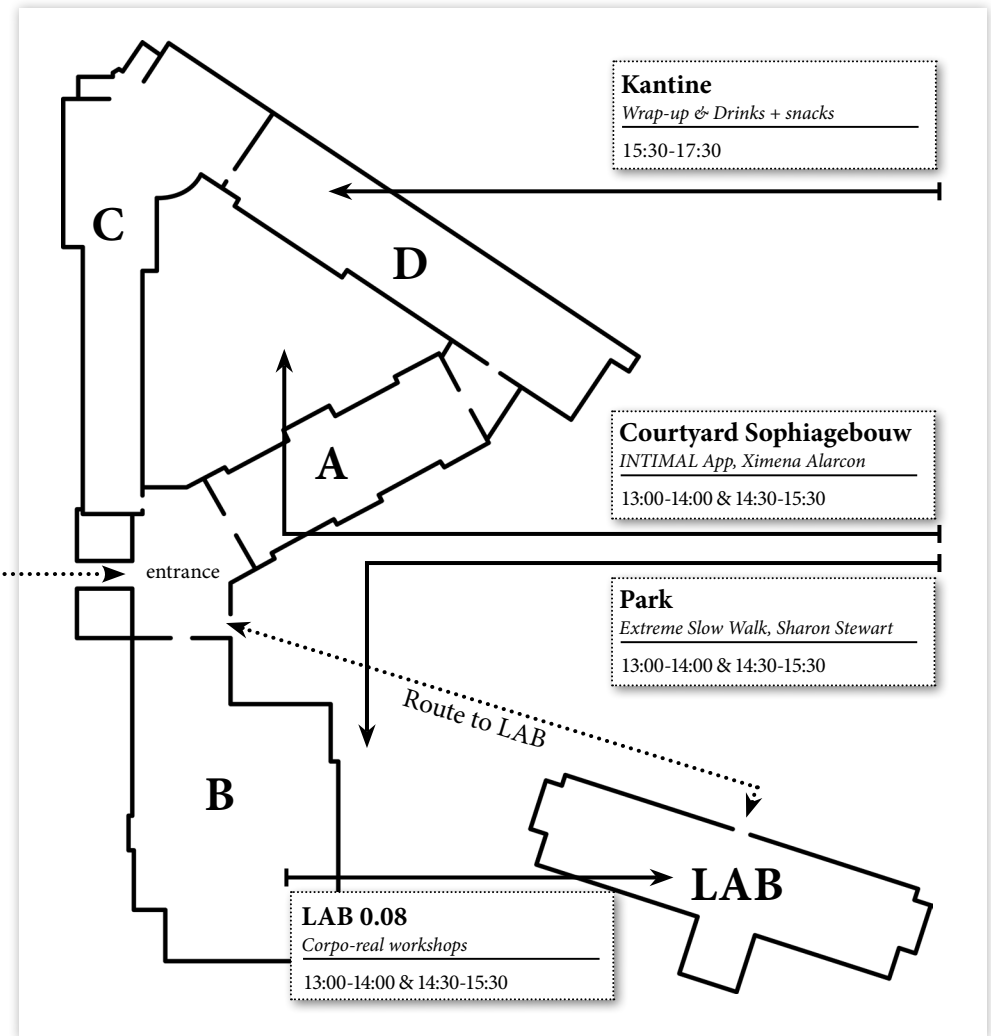 Kantine
Wrap-up & Drinks + snacks
15:30-17:30
C
D
Courtyard Sophiagebouw
INTIMAL App, Ximena Alarcon
13:00-14:00 & 14:30-15:30
A
entrance
Park
Extreme Slow Walk, Sharon Stewart
13:00-14:00 & 14:30-15:30
Route to LAB
B
LAB
LAB 0.08
Corpo-real workshops
13:00-14:00 & 14:30-15:30